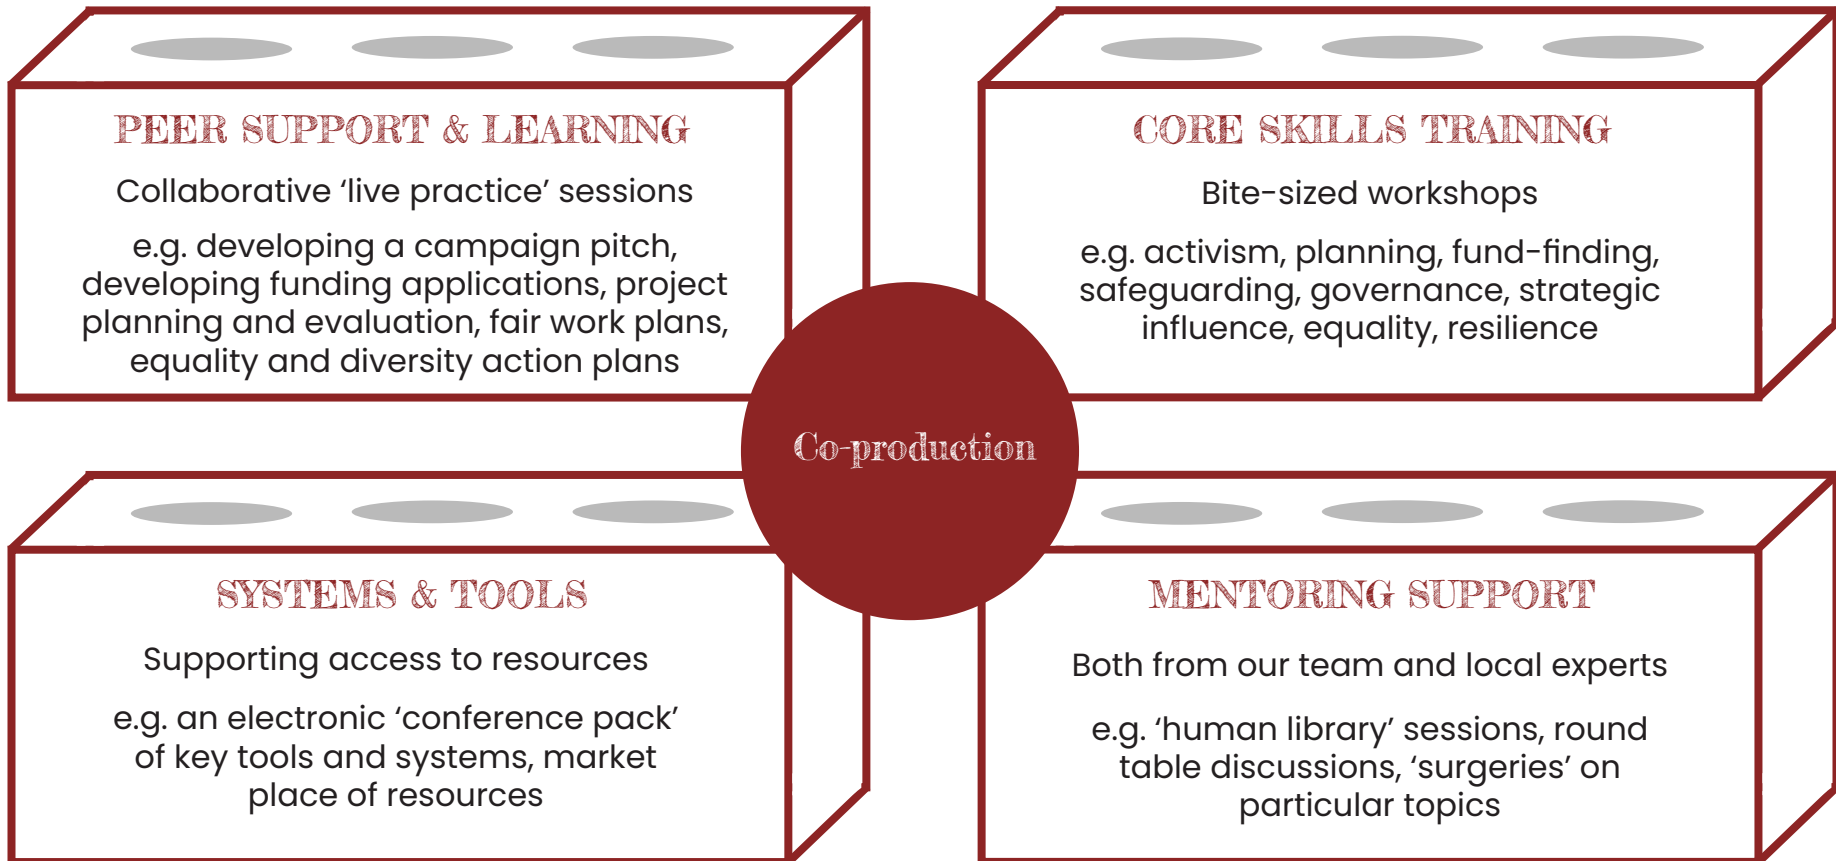 PEER SUPPORT & LEARNING
Collaborative ‘live practice’ sessions
e.g. developing a campaign pitch,
developing funding applications, project
planning and evaluation, fair work plans,
equality and diversity action plans
CORE SKILLS TRAINING
Bite-sized workshops
e.g. activism, planning, fund-finding,
safeguarding, governance, strategic
influence, equality, resilience
Co-production
SYSTEMS & TOOLS
Supporting access to resources
e.g. an electronic ‘conference pack’
of key tools and systems, market
place of resources
MENTORING SUPPORT
Both from our team and local experts
e.g. ‘human library’ sessions, round
table discussions, ‘surgeries’ on
particular topics